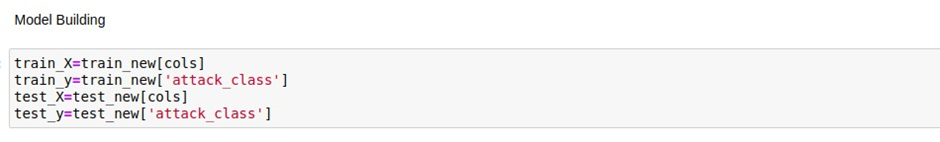 Model Building
train_X=train_new[cols]
train_y=train_new['attack_class']
test_X=test_new[cols]
test_y=test_new['attack_class']